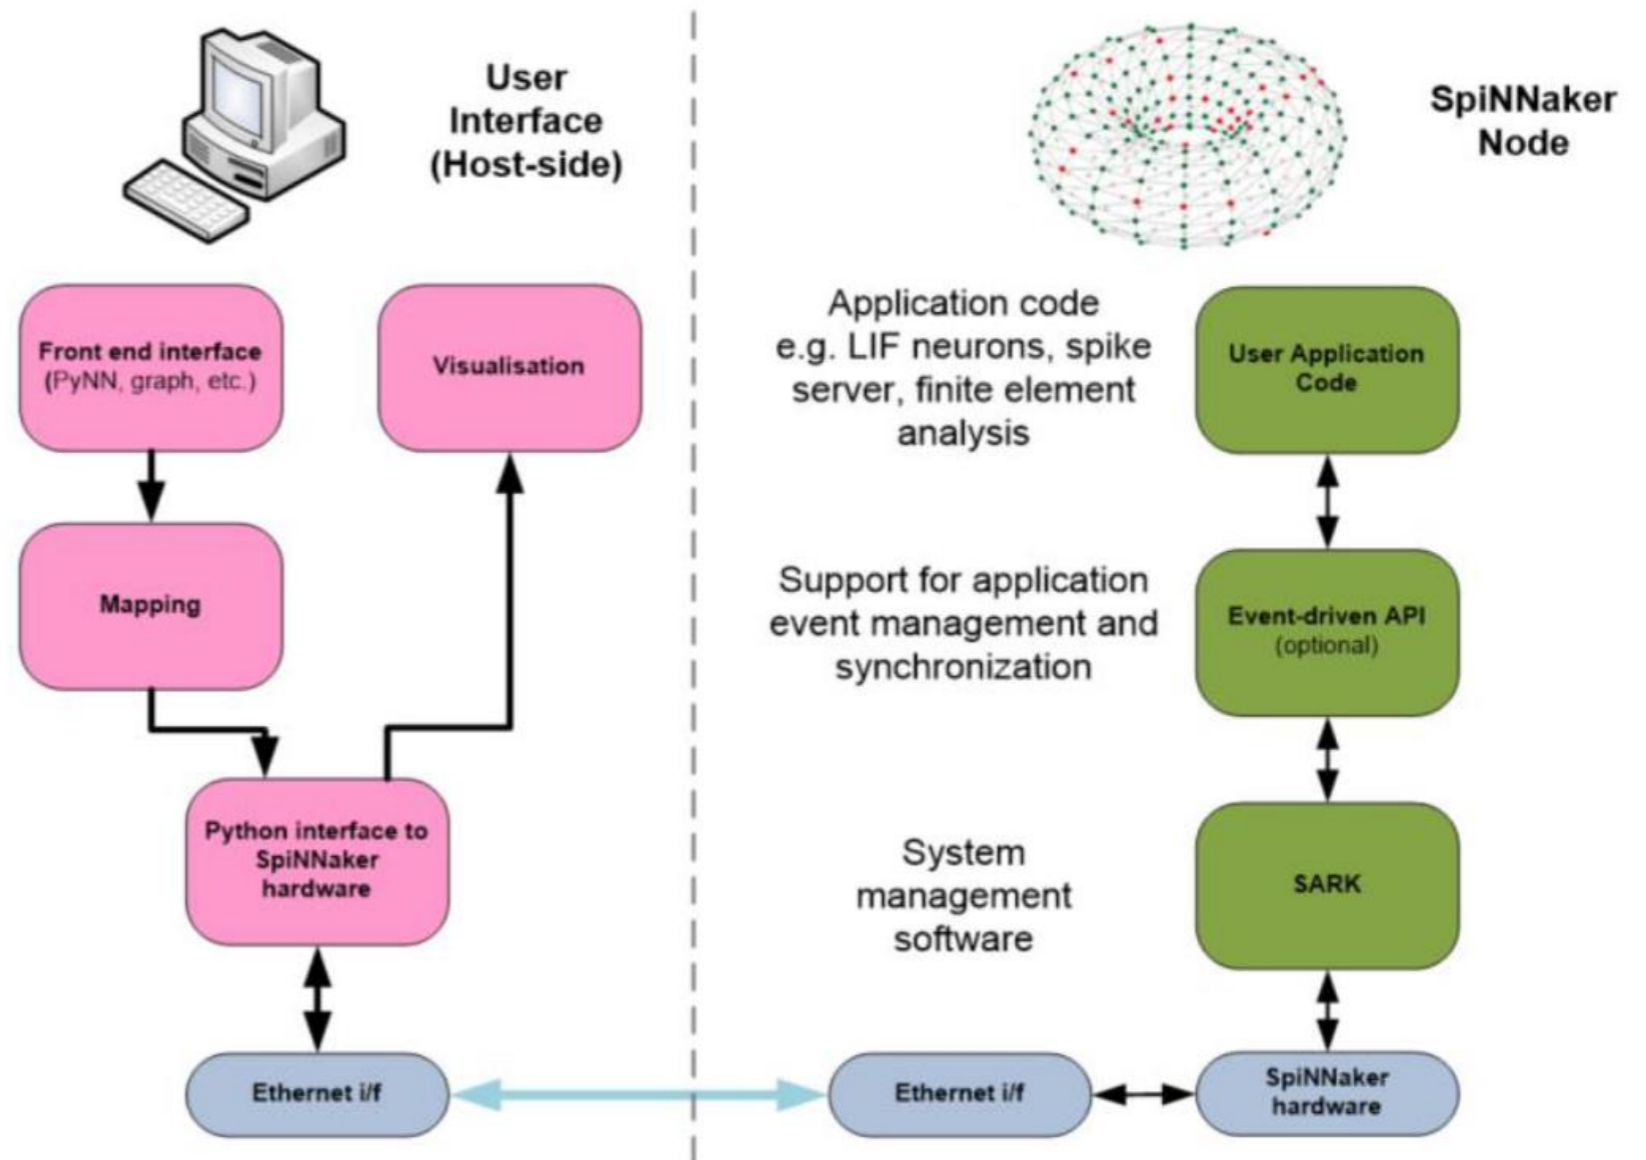 User
Interface
(Host-side)
SpiNNaker
Node
Front end interface
(PyNN, graph, etc.)
Visualisation
Application code
e.g. LIF neurons, spike
server, finite element
analysis
User Application
Code
Mapping
Support for application
event management and
synchronization
Event-driven API
(optional)
Python interface to
SpiNNaker
hardware
System
management
software
SARK
Ethernet i/f
Ethernet i/f
SpiNNaker
hardware